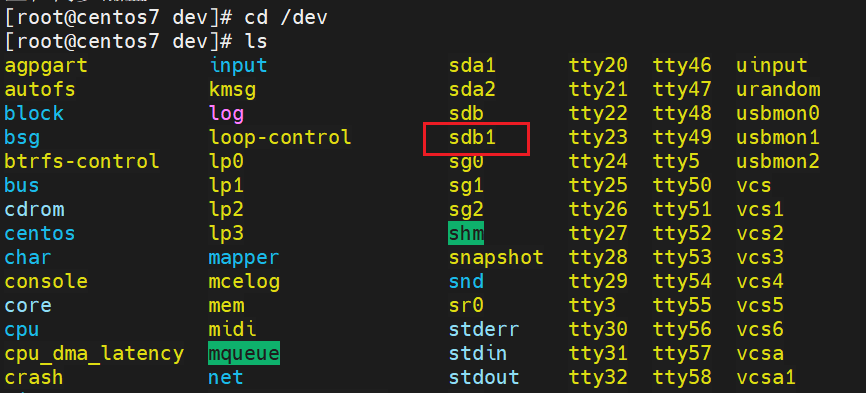 [root@centos7 dev]# cd /dev
[root@centos7 dev]# ls
agpgart input sda1 tty20 tty46 uinput
autofs kmsg sda2 tty21 tty47 urandom
block log sdb tty22 tty48 usbmon0
bsg loop-control sdb1 tty23 tty49 usbmon1
btrfs-control lp0 sg0 tty24 tty5 usbmon2
bus lp1 sg1 tty25 tty50 vcs
cdrom lp2 sg2 tty26 tty51 vcs1
centos lp3 shm tty27 tty52 vcs2
char mapper snapshot tty28 tty53 vcs3
console mcelog snd tty29 tty54 vcs4
core mem sr0 tty3 tty55 vcs5
cpu midi stderr tty30 tty56 vcs6
cpu_dma_latency mqueue stdin tty31 tty57 vcsa
crash net stdout tty32 tty58 vcsa1